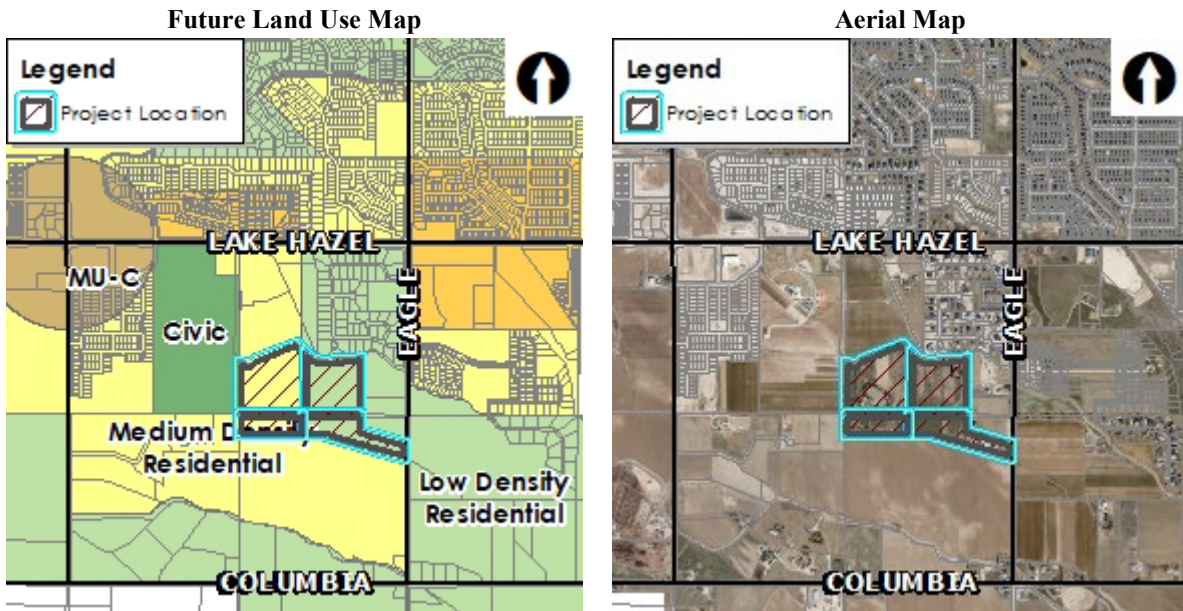 Future Land Use Map
Legend
Project Location
LAKE HAZEL
MU-C
EAGLE
Civic
Medium Density
Residential
Low Density
Residential
COLUMBIA
Aerial Map
Legend
Project Location
LAKE HAZEL
EAGLE
COLUMBIA